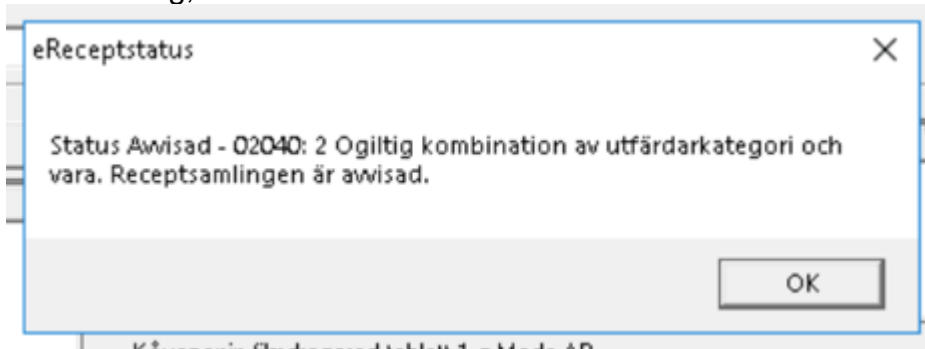 eReceptstatus
Status Avvisad - 02040: 2 Ogiltig kombination av utfärdarkategori och
vara. Receptsamlingen är avvisad.
OK